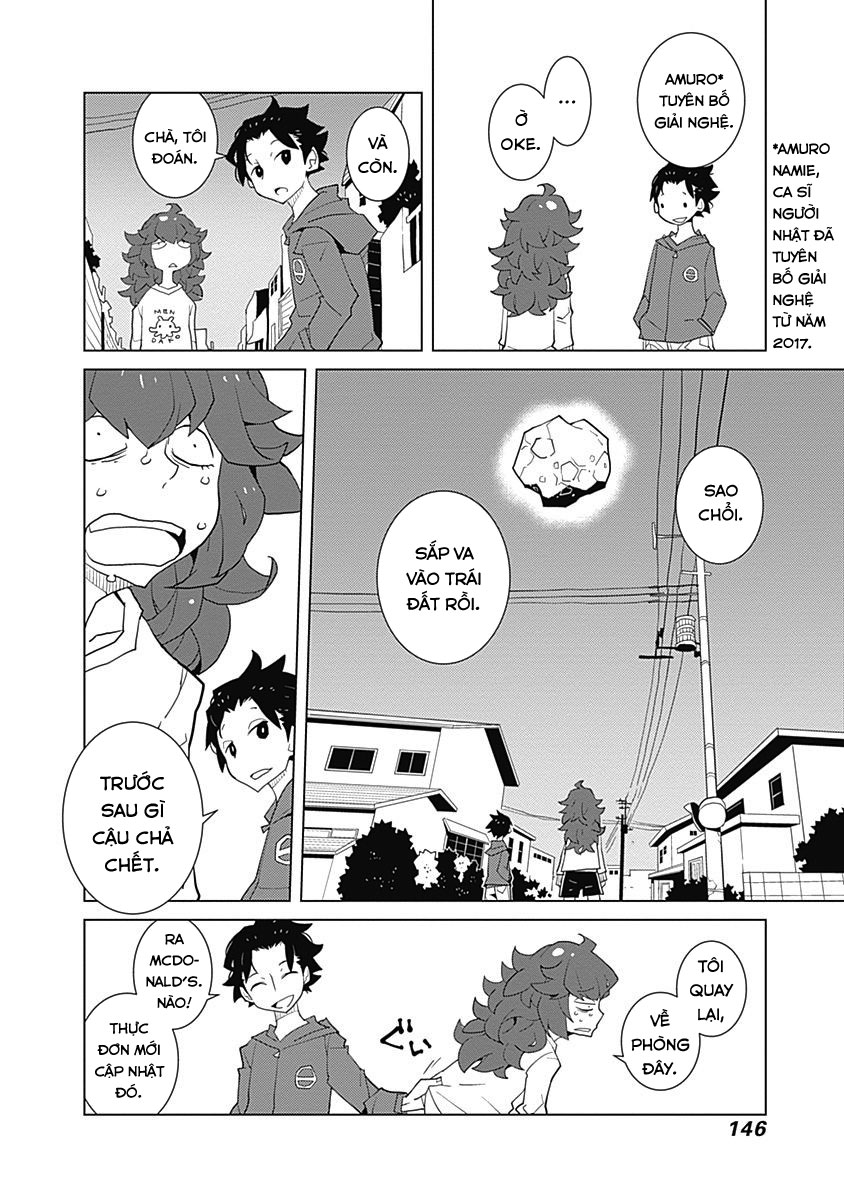 AMURO*
TUYÊN BỐ
GIẢI NGHỆ.
...
Ờ
OKE.
*AMURO
NAMIE,
CA SĨ
NGƯỜI
NHẬT ĐÃ
TUYÊN
BỐ GIẢI
NGHỆ
TỪ NĂM
2017.
VÀ
CÒN.
CHÀ, TÔI
ĐOÁN.
MEN
DAKO
SAO
CHỔI.
SẮP VA
VÀO TRÁI
ĐẤT RỒI.
TRƯỚC
SAU GÌ
CẬU CHẢ
CHẾT.
TÔI
QUAY
LẠI,
VỀ
PHÒNG
ĐÂY.
ぐい
RA
MCDO-
NALD'S.
NÀO!
THỰC
ĐƠN MỚI
CẬP NHẬT
ĐÓ.
146